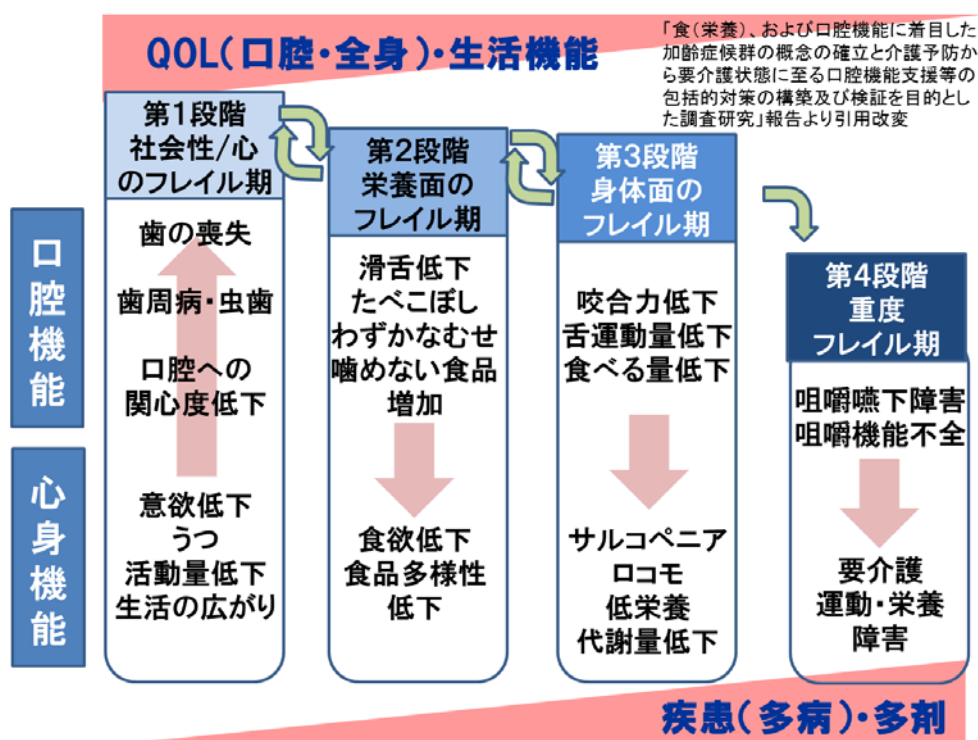 QOL(口腔・全身)・生活機能
「食(栄養)、および口腔機能に着目した
加齢症候群の概念の確立と介護予防か
ら要介護状態に至る口腔機能支援等の
包括的対策の構築及び検証を目的とし
た調査研究」報告より引用改変
第1段階
社会性/心
のフレイル期
第2段階
栄養面の
フレイル期
第3段階
身体面の
フレイル期
第4段階
重度
フレイル期
口腔機能
歯の喪失
歯周病・虫歯
口腔への
関心度低下
滑舌低下
たべこぼし
わずかなむせ
噛めない食品
増加
咬合力低下
舌運動量低下
食べる量低下
咀嚼嚥下障害
咀嚼機能不全
心身機能
意欲低下
うつ
活動量低下
生活の広がり
食欲低下
食品多様性
低下
サルコペニア
ロコモ
低栄養
代謝量低下
要介護
運動・栄養
障害
疾患(多病)・多剤